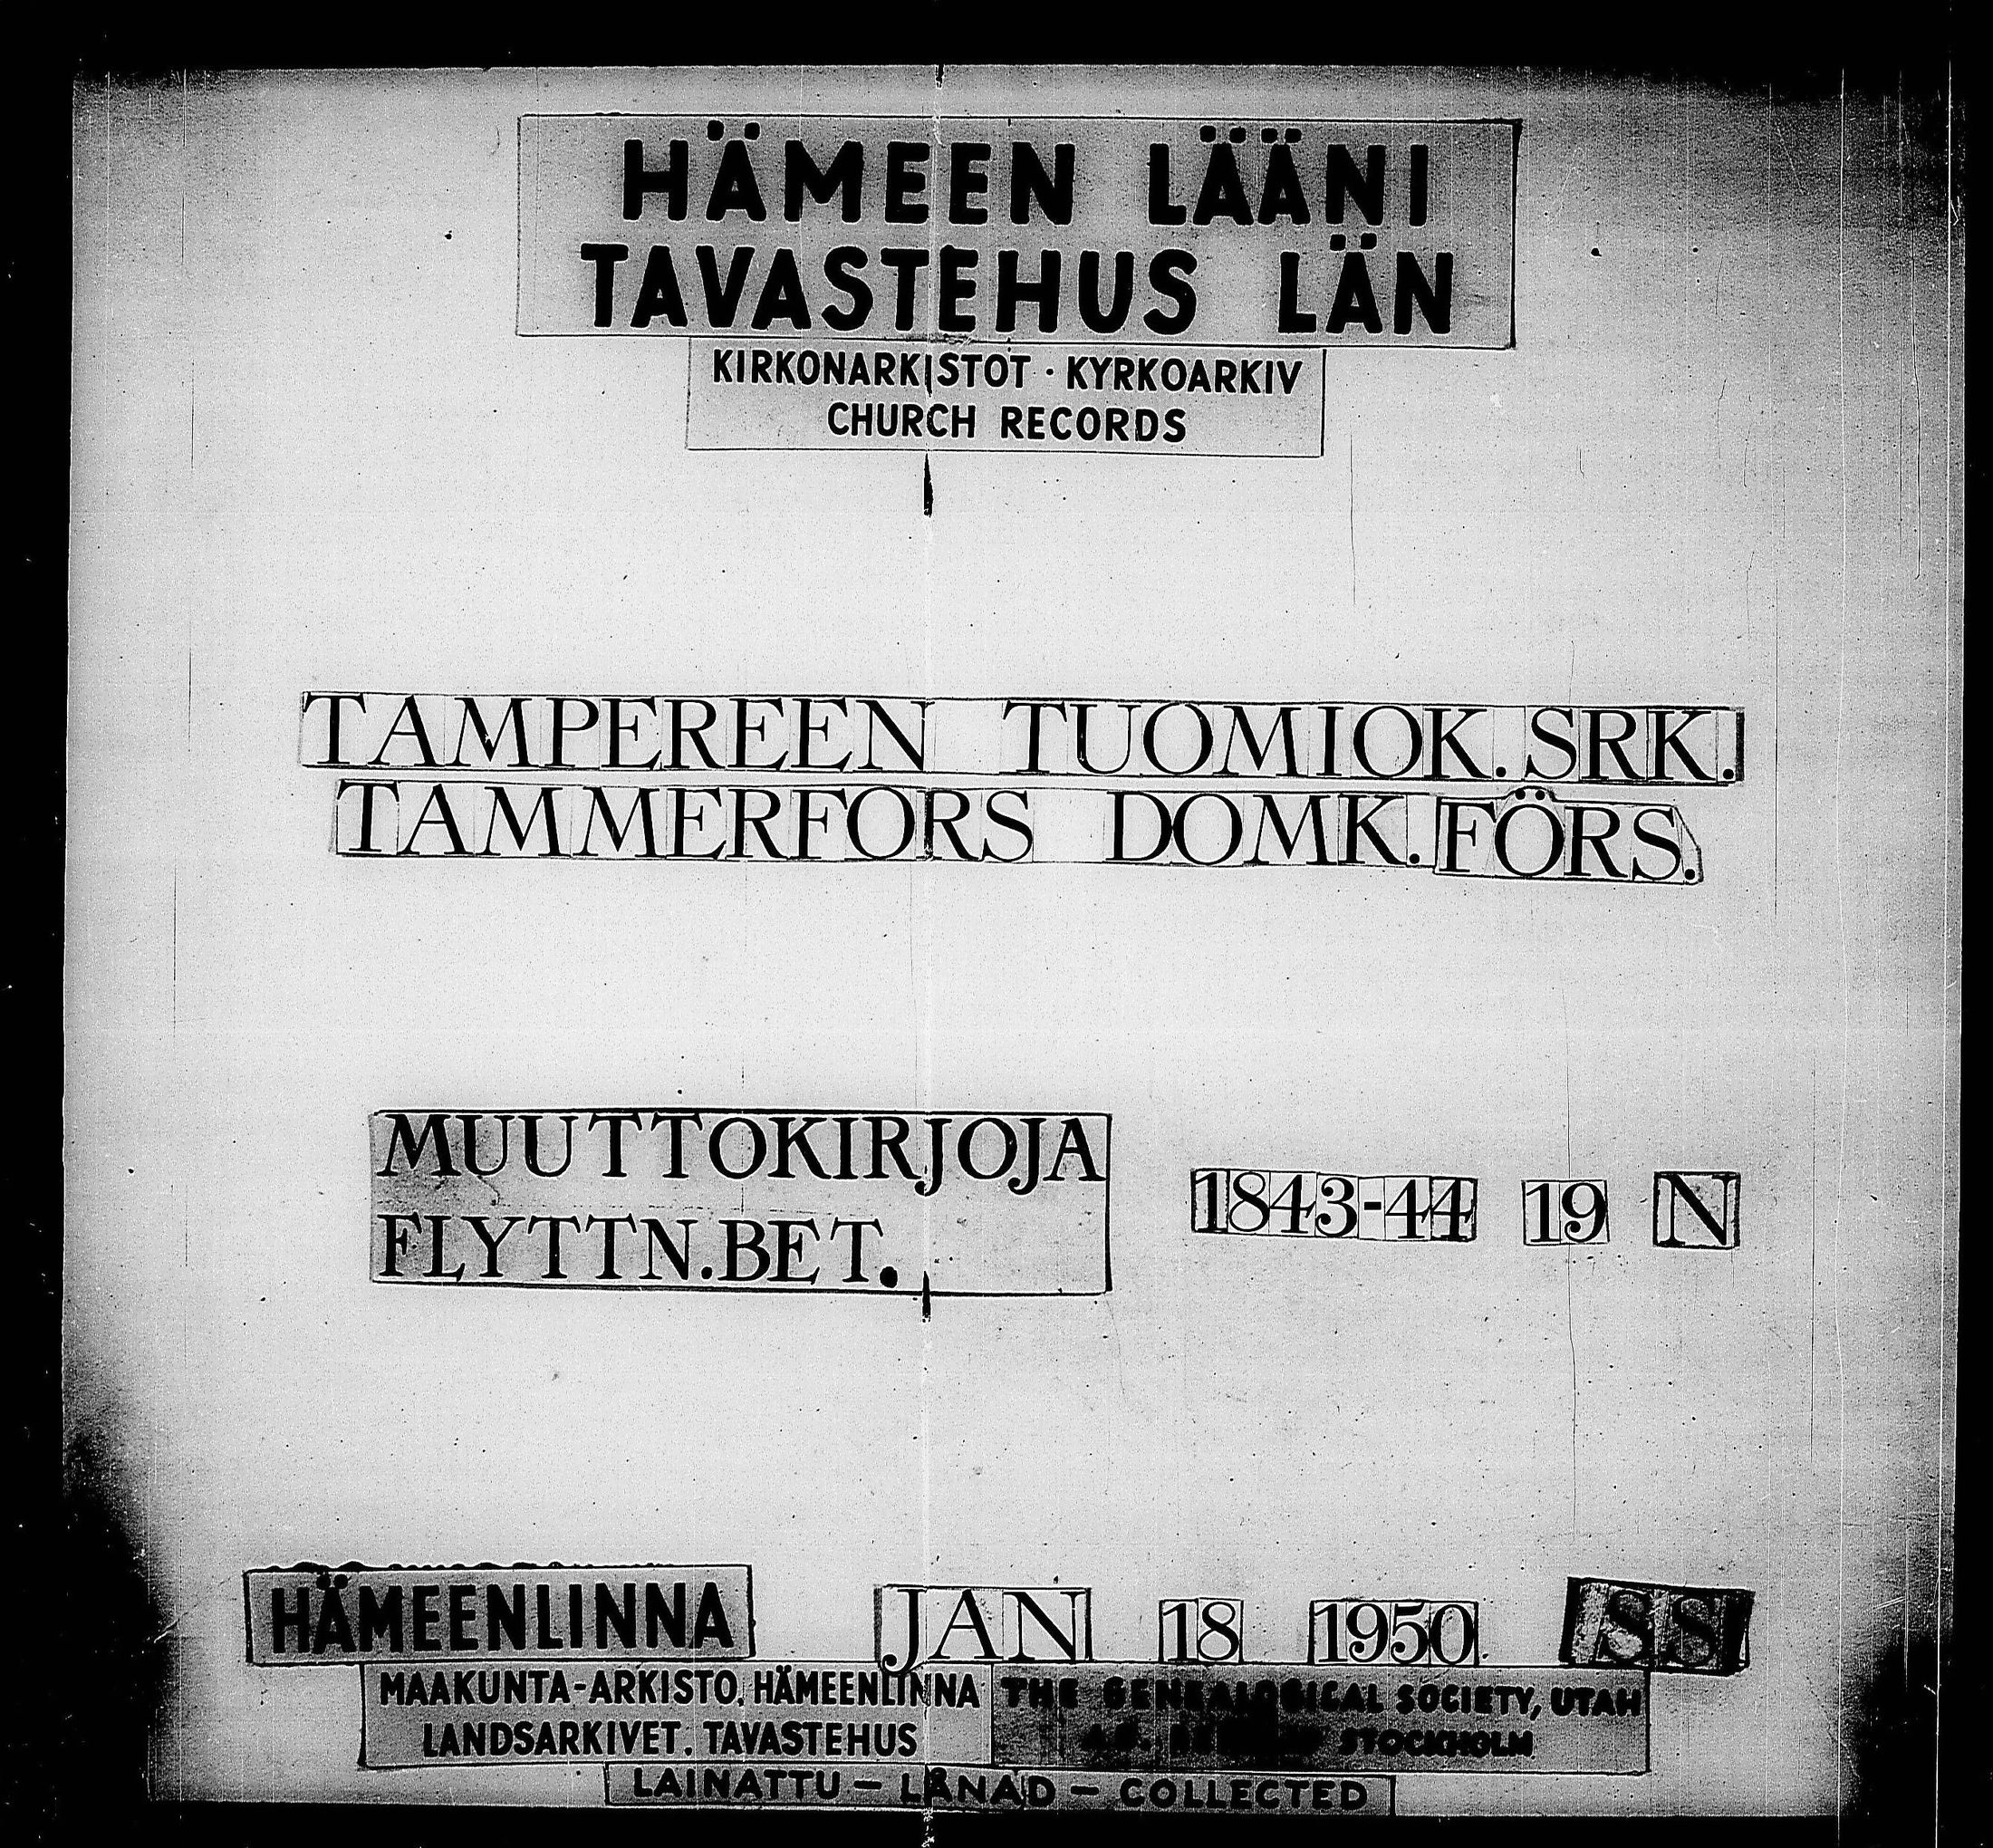 HÄMEEN LÄÄNI
TAVASTEHUS LÄN
KIRKONARKISTOT · KYRKOARKIV
CHURCH RECORDS
TAMPEREEN TUOMIOK. SRK.
TAMMERFORS DOMK. FÖRS.
MUUTTOKIRJOJA
FLYTTN. BET.
1843-44 19 N
HÄMEENLINNA JAN 18 1950 SS
MAAKUNTA-ARKISTO, HÄMEENLINNA
LANDSARKIVET. TAVASTEHUS
THE GENEALOGICAL SOCIETY, UTAH
STOCKHOLM
LAINATTU – LÅNAD – COLLECTED